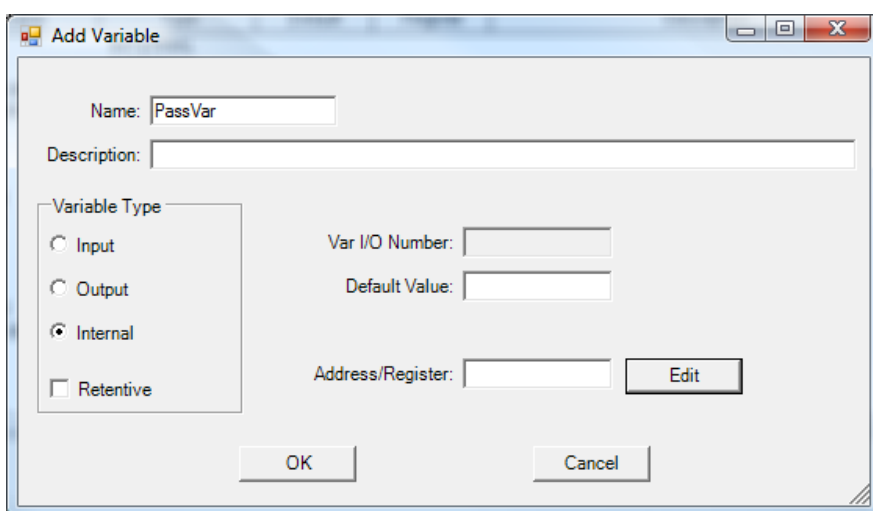 Add Variable
Name: PassVar
Description:
Variable Type
Input
Output
Internal
Retentive
Var I/O Number:
Default Value:
Address/Register:
Edit
OK
Cancel